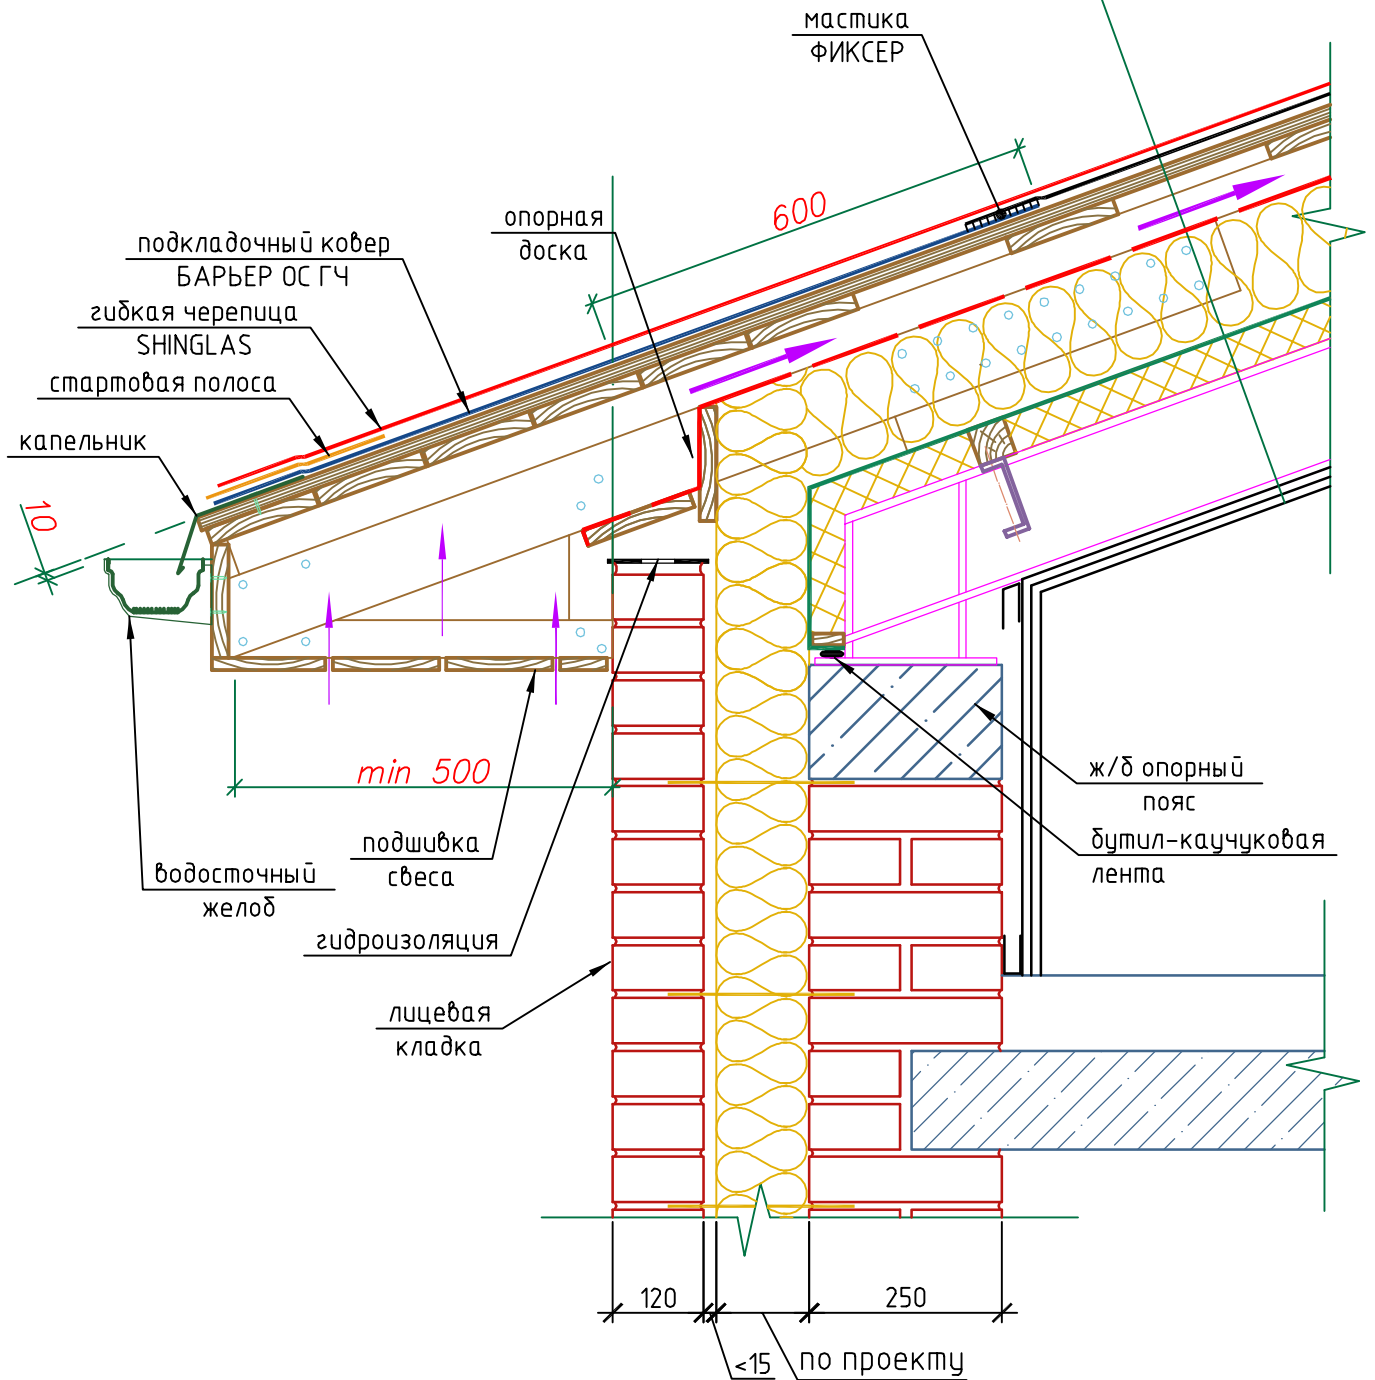 мастика
ФИКСЕР
600
опорная
доска
подкладочный ковер
БАРЬЕР ОС ГЧ
гибкая черепица
SHINGLAS
стартовая полоса
капельник
10
min 500
ж/б опорный
пояс
подшивка
свеса
бутил-каучуковая
лента
водосточный
желоб
гидроизоляция
лицевая
кладка
120
250
<15
по проекту